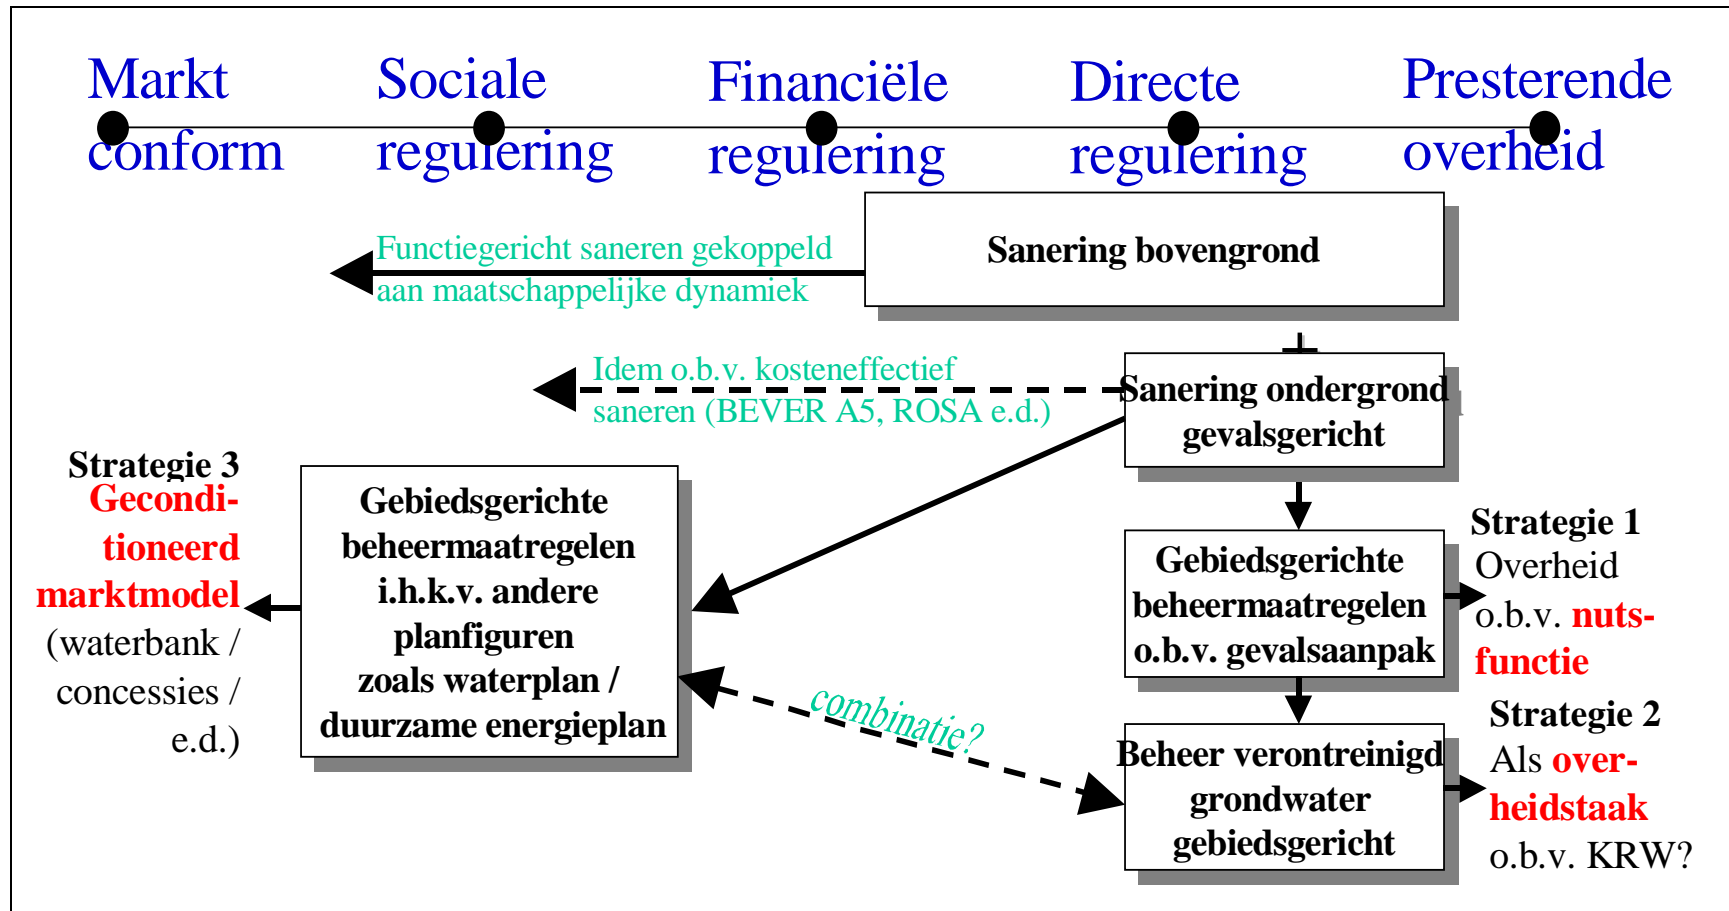 Markt
conform
Sociale
regulering
Financiële
regulering
Directe
regulering
Presterende
overheid
Sanering bovengrond
Functiegericht saneren gekoppeld
aan maatschappelijke dynamiek
+
Idem o.b.v. kosteneffectief
saneren (BEVER A5, ROSA e.d.)
Sanering ondergrond
gevalsgericht
Strategie 3
Gecondi-
tioneerd
marktmodel
(waterbank /
concessies /
e.d.)
Gebiedsgerichte
beheermaatregelen
i.h.k.v. andere
planfiguren
zoals waterplan /
duurzame energieplan
Gebiedsgerichte
beheermaatregelen
o.b.v. gevalsaanpak
Strategie 1
Overheid
o.b.v. nuts-
functie
combinatie?
Beheer verontreinigd
grondwater
gebiedsgericht
Strategie 2
Als over-
heidstaak
o.b.v. KRW?